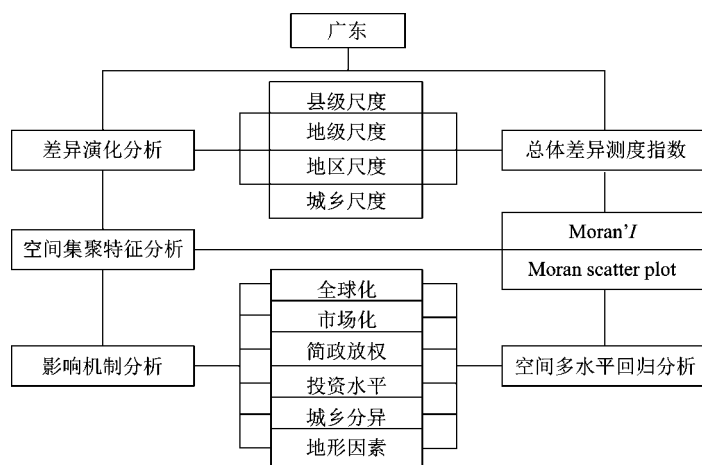 广东
县级尺度
地级尺度
地区尺度
城乡尺度
差异演化分析
总体差异测度指数
空间集聚特征分析
Moran'I
Moran scatter plot
全球化
市场化
简政放权
投资水平
城乡分异
地形因素
影响机制分析
空间多水平回归分析